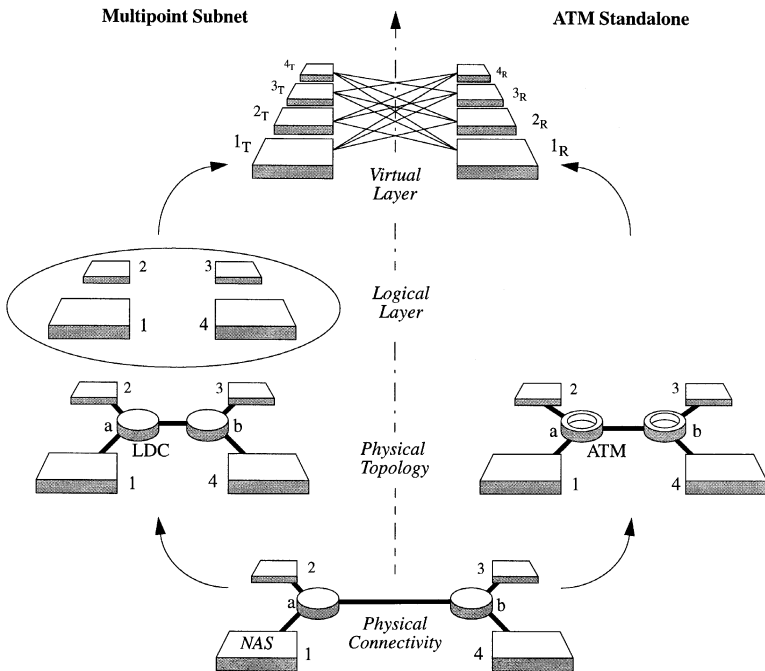 Multipoint Subnet
ATM Standalone
4T
4R
3T
3R
2T
2R
1T
1R
Virtual
Layer
2
3
Logical
Layer
1
4
2
3
2
3
a
b
a
b
LDC
ATM
Physical
Topology
1
4
1
4
2
3
a
b
NAS
Physical
Connectivity
1
4